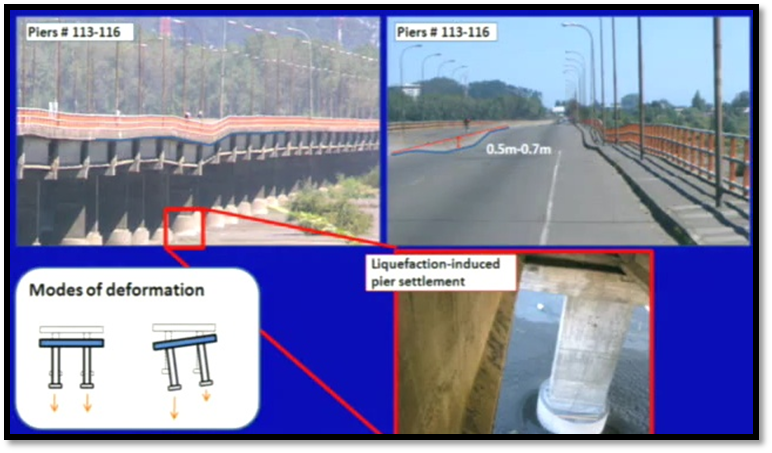 Piers # 113-116
Piers # 113-116
0.5m-0.7m
Liquefaction-induced
pier settlement
Modes of deformation